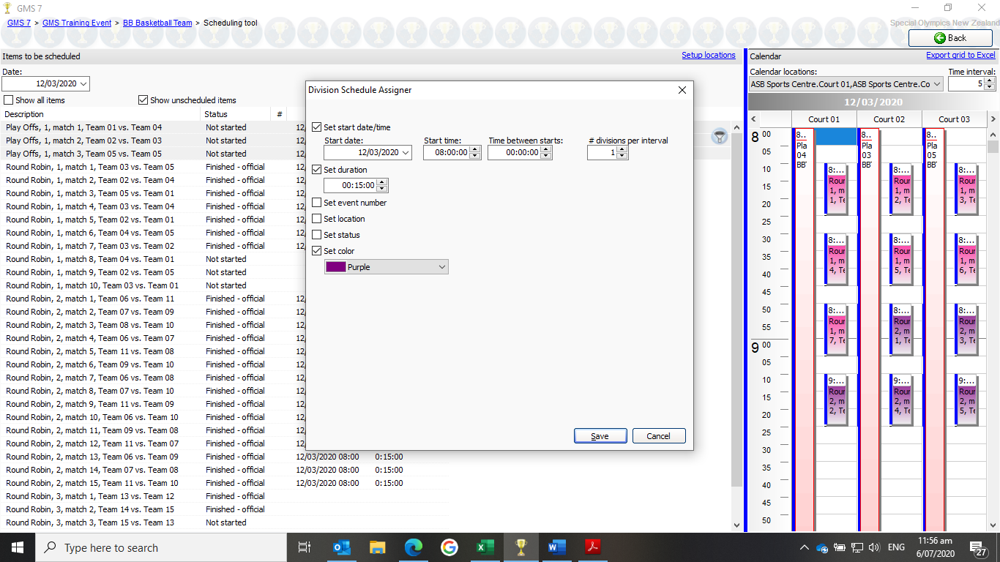 GMS 7
GMS 7 > GMS Training Event > BB Basketball Team > Scheduling tool
Special Olympics New Zealand
Back
Items to be scheduled
Setup locations
Date:
12/03/2020
Show all items
Show unscheduled items
Description Status #
Play Offs, 1, match 1, Team 01 vs. Team 04 Not started 12/
Play Offs, 1, match 2, Team 02 vs. Team 03 Not started 12/
Play Offs, 1, match 3, Team 05 vs. Team 05 Not started 12/
Round Robin, 1, match 1, Team 03 vs. Team 05 Finished - official 12/
Round Robin, 1, match 2, Team 02 vs. Team 04 Finished - official 12/
Round Robin, 1, match 3, Team 05 vs. Team 01 Finished - official 12/
Round Robin, 1, match 4, Team 03 vs. Team 04 Finished - official 12/
Round Robin, 1, match 5, Team 02 vs. Team 01 Finished - official 12/
Round Robin, 1, match 6, Team 04 vs. Team 05 Finished - official 12/
Round Robin, 1, match 7, Team 03 vs. Team 02 Finished - official 12/
Round Robin, 1, match 8, Team 04 vs. Team 01 Not started
Round Robin, 1, match 9, Team 02 vs. Team 05 Not started
Round Robin, 1, match 10, Team 03 vs. Team 01 Not started
Round Robin, 2, match 1, Team 06 vs. Team 11 Finished - official 12/
Round Robin, 2, match 2, Team 07 vs. Team 09 Finished - official 12/
Round Robin, 2, match 3, Team 08 vs. Team 10 Finished - official 12/
Round Robin, 2, match 4, Team 06 vs. Team 07 Finished - official 12/
Round Robin, 2, match 5, Team 11 vs. Team 08 Finished - official 12/
Round Robin, 2, match 6, Team 09 vs. Team 10 Finished - official 12/
Round Robin, 2, match 7, Team 06 vs. Team 08 Finished - official 12/
Round Robin, 2, match 8, Team 07 vs. Team 10 Finished - official 12/
Round Robin, 2, match 9, Team 11 vs. Team 09 Finished - official 12/
Round Robin, 2, match 10, Team 06 vs. Team 10 Finished - official 12/
Round Robin, 2, match 11, Team 09 vs. Team 08 Finished - official 12/
Round Robin, 2, match 12, Team 11 vs. Team 07 Finished - official 12/
Round Robin, 2, match 13, Team 06 vs. Team 09 Finished - official 12/03/2020 08:00 0:15:00
Round Robin, 2, match 14, Team 07 vs. Team 08 Finished - official 12/03/2020 08:00 0:15:00
Round Robin, 2, match 15, Team 11 vs. Team 10 Finished - official 12/03/2020 08:00 0:15:00
Round Robin, 3, match 1, Team 13 vs. Team 12 Finished - official
Round Robin, 3, match 2, Team 14 vs. Team 15 Finished - official
Round Robin, 3, match 3, Team 15 vs. Team 13 Not started
Division Schedule Assigner
Set start date/time
Start date: Start time: Time between starts: # divisions per interval
12/03/2020 08:00:00 00:00:00 1
Set duration
00:15:00
Set event number
Set location
Set status
Set color
Purple
Save Cancel
Calendar Export grid to Excel
Calendar locations: Time interval:
ASB Sports Centre.Court 01,ASB Sports Centre.Co 5
12/03/2020
< Court 01 Court 02 Court 03 >
8 00 8.. 8.. 8..
Pla Pla Pla
05 04 03 05
BB' BB' BB'
10 8:... 8:... 8:...
Rour Rour Rour
15 1, m 1, m 1, m
20 1, Te 2, Te 3, Te
25
30 8:... 8:... 8:...
35 Rour Rour Rour
1, m 1, m 1, m
40 4, Te 5, Te 6, Te
45
50 8:... 8:... 8:...
Rour Rour Rour
55 1, m 2, m 2, m
7, Te 1, Te 3, Te
9 00
05
10 9:... 9:... 9:...
15 Rour Rour Rour
2, m 2, m 2, m
20 2, Te 4, Te 5, Te
25
30
35
40
45
50
Type here to search
ENG
11:56 am
6/07/2020
27